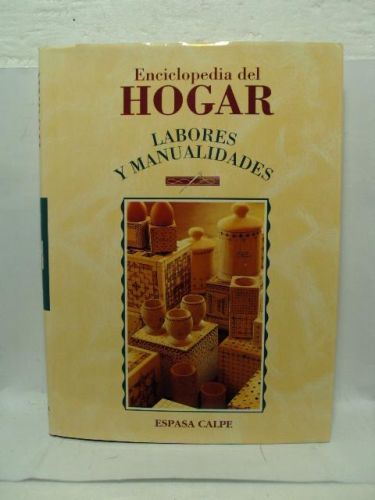 Enciclopedia del
HOGAR
LABORES
Y MANUALIDADES
ESPASA CALPE